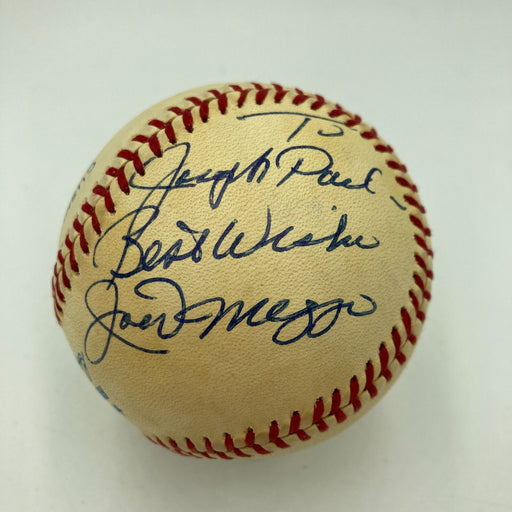 To
Joseph Paul -
Best Wishes
Joe DiMaggio